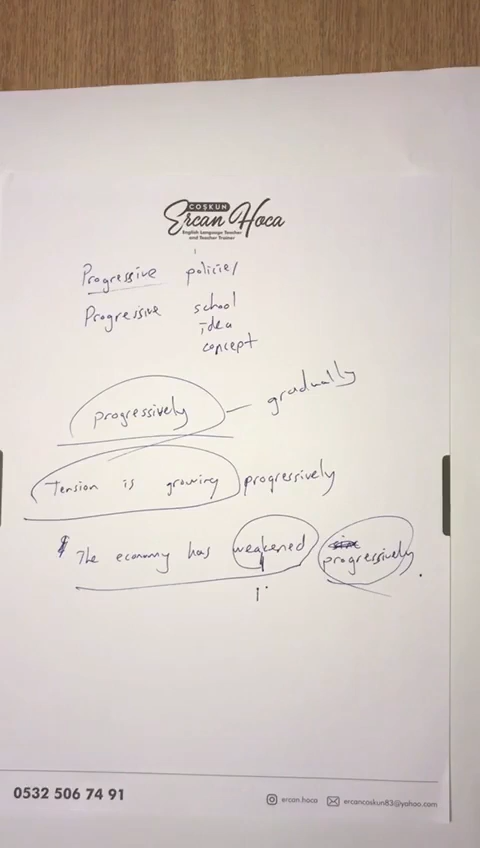 COSKUN
Ercan Hoca
English Language Teacher
and Teacher Trainer
Progressive policies
Progressive school
idea
concept
progressively — gradually
Tension is growing progressively
The economy has weakened progressively.
0532 506 74 91
ercan.hoca ercancoskun83@yahoo.com